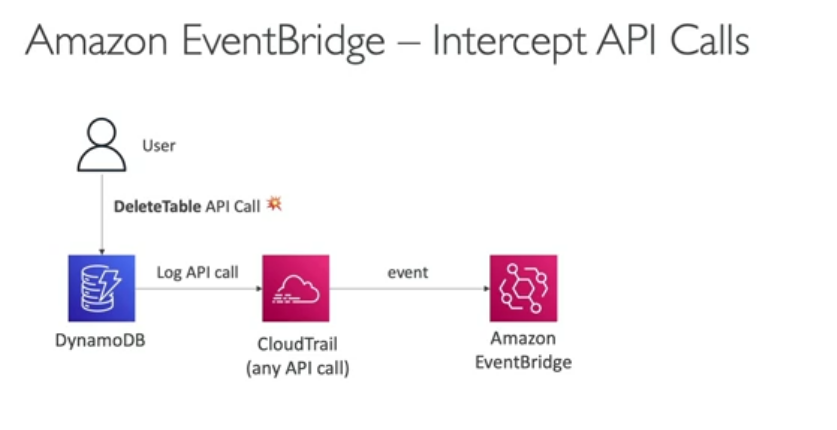 Amazon EventBridge – Intercept API Calls
User
DeleteTable API Call
Log API call
event
DynamoDB
CloudTrail
(any API call)
Amazon
EventBridge